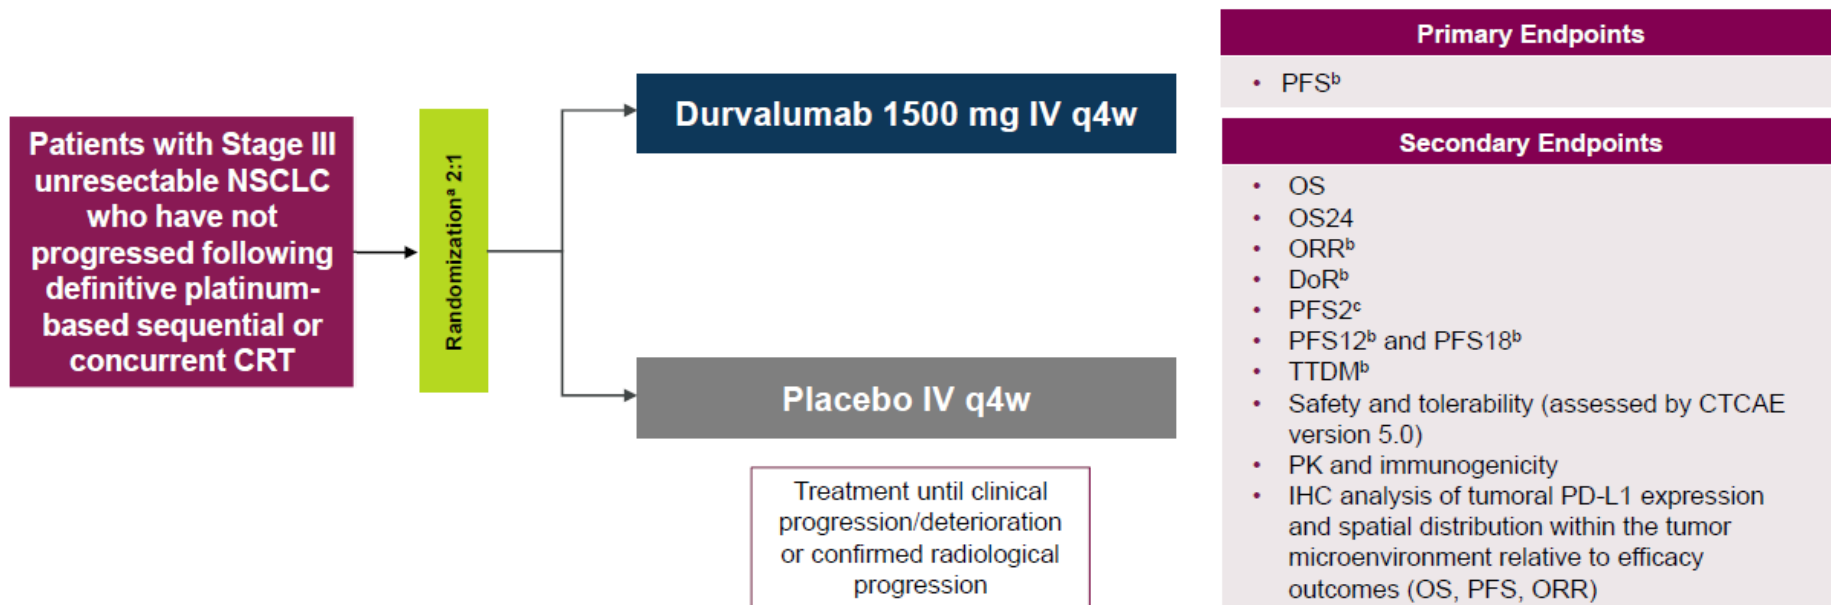 Patients with Stage III
unresectable NSCLC
who have not
progressed following
definitive platinum-
based sequential or
concurrent CRT
Randomizationᵃ 2:1
Durvalumab 1500 mg IV q4w
Placebo IV q4w
Treatment until clinical
progression/deterioration
or confirmed radiological
progression
Primary Endpoints
• PFSᵇ
Secondary Endpoints
• OS
• OS24
• ORRᵇ
• DoRᵇ
• PFS2ᶜ
• PFS12ᵇ and PFS18ᵇ
• TTDMᵇ
• Safety and tolerability (assessed by CTCAE
version 5.0)
• PK and immunogenicity
• IHC analysis of tumoral PD-L1 expression
and spatial distribution within the tumor
microenvironment relative to efficacy
outcomes (OS, PFS, ORR)